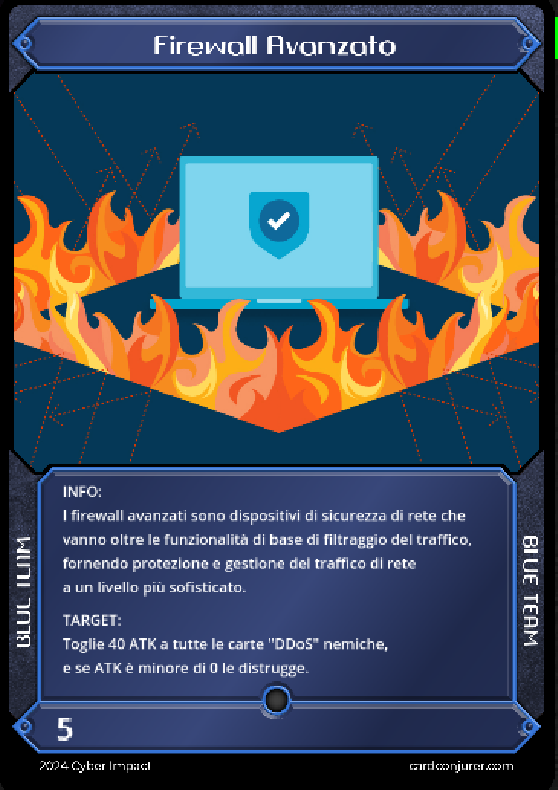 Firewall Avanzato
INFO:
I firewall avanzati sono dispositivi di sicurezza di rete che
vanno oltre le funzionalità di base di filtraggio del traffico,
fornendo protezione e gestione del traffico di rete
a un livello più sofisticato.
TARGET:
Toglie 40 ATK a tutte le carte "DDoS" nemiche,
e se ATK è minore di 0 le distrugge.
BLUE TEAM
BLUE TEAM
5
2024 Cyber Impact
cardconjurer.com